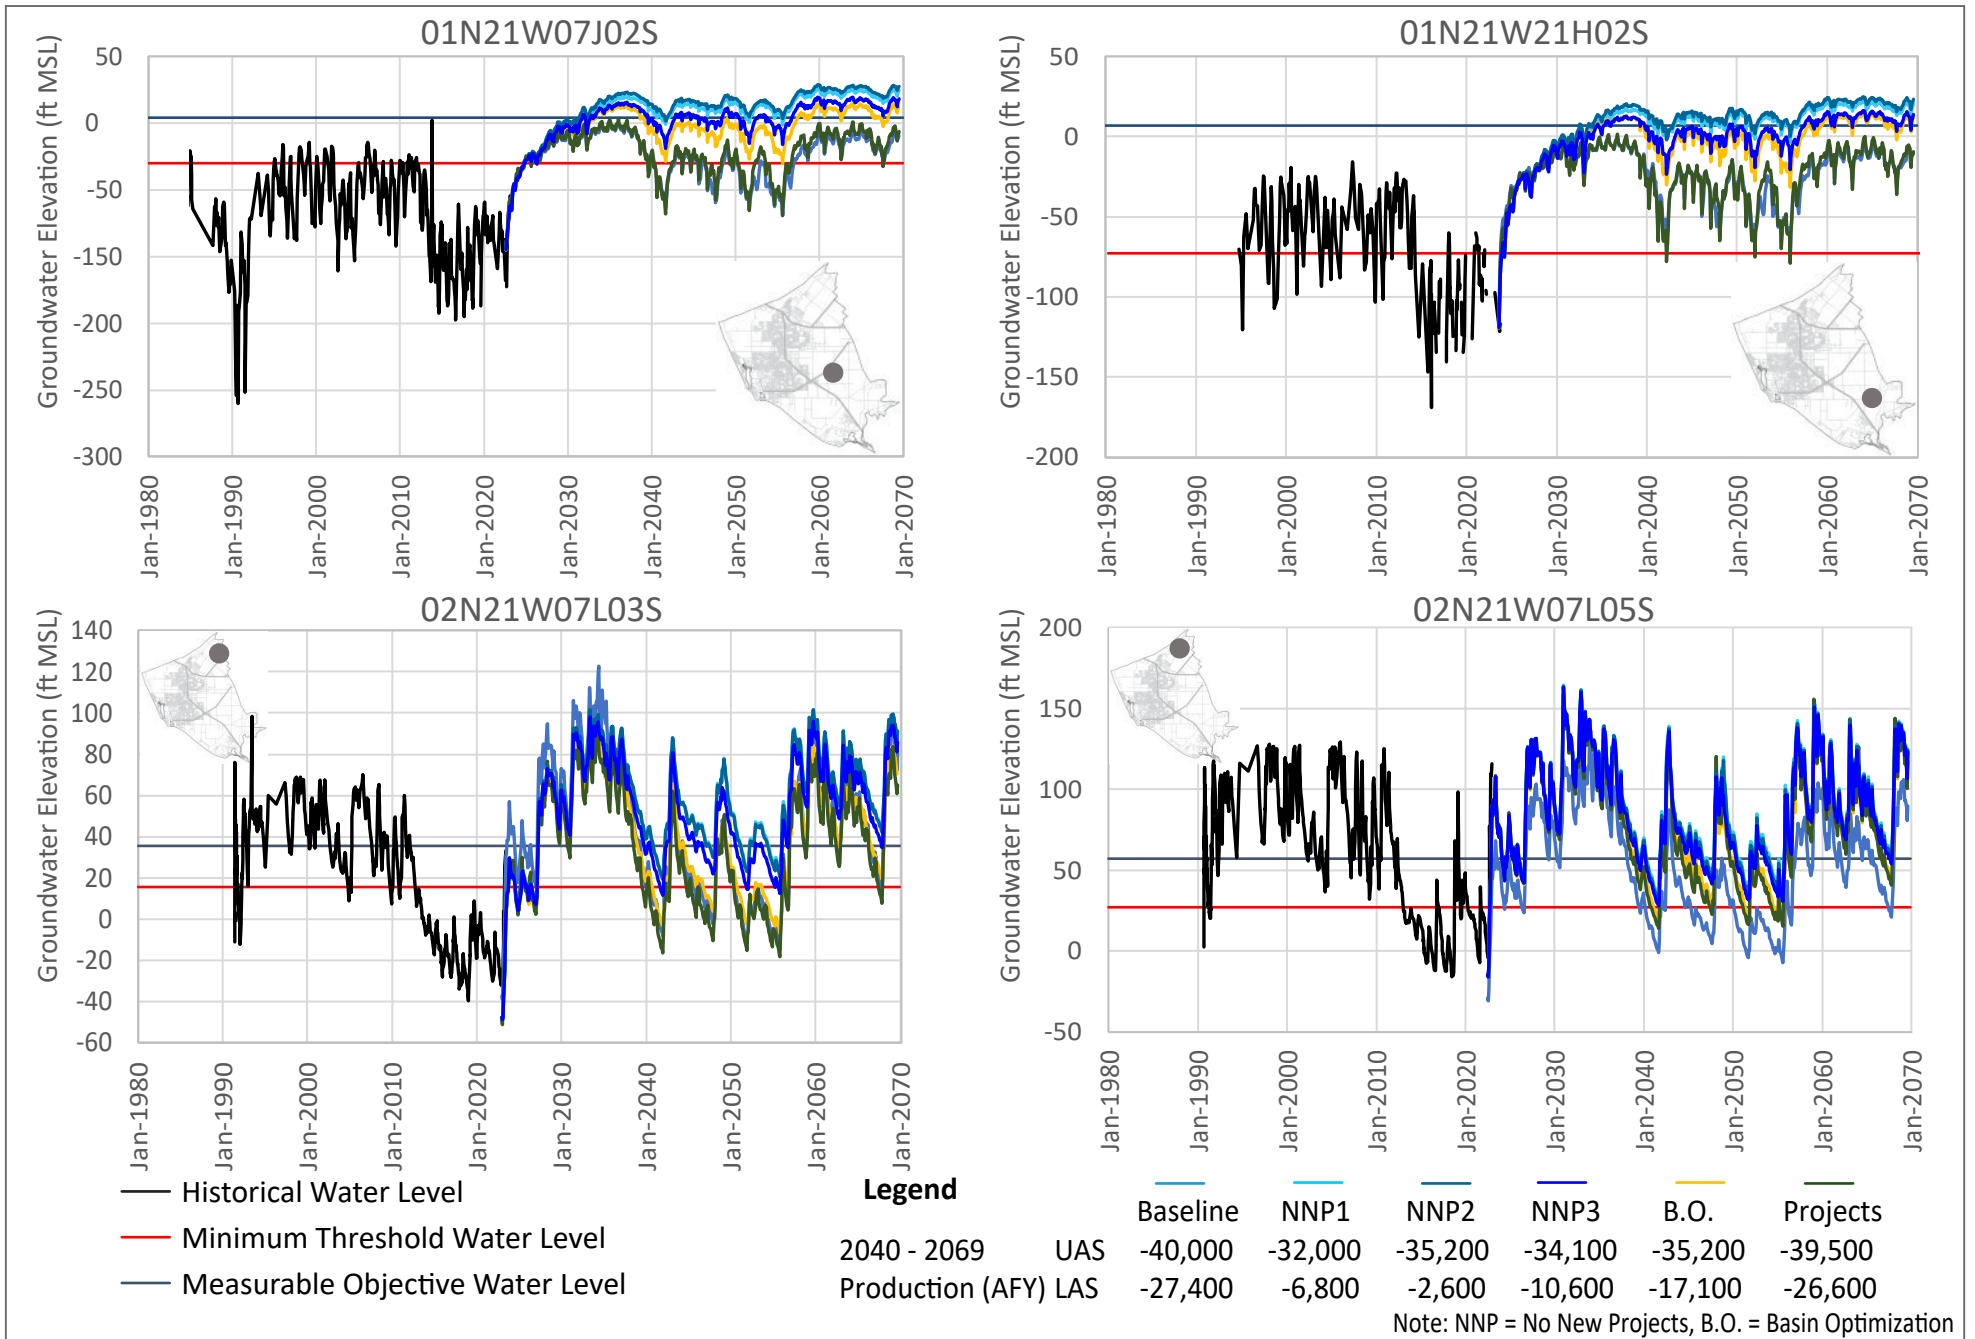 01N21W07J02S
Groundwater Elevation (ft MSL)
50
0
-50
-100
-150
-200
-250
-300
Jan-1980
Jan-1990
Jan-2000
Jan-2010
Jan-2020
Jan-2030
Jan-2040
Jan-2050
Jan-2060
Jan-2070
01N21W21H02S
Groundwater Elevation (ft MSL)
50
0
-50
-100
-150
-200
Jan-1980
Jan-1990
Jan-2000
Jan-2010
Jan-2020
Jan-2030
Jan-2040
Jan-2050
Jan-2060
Jan-2070
02N21W07L03S
Groundwater Elevation (ft MSL)
140
120
100
80
60
40
20
0
-20
-40
-60
Jan-1980
Jan-1990
Jan-2000
Jan-2010
Jan-2020
Jan-2030
Jan-2040
Jan-2050
Jan-2060
Jan-2070
02N21W07L05S
Groundwater Elevation (ft MSL)
200
150
100
50
0
-50
Jan-1980
Jan-1990
Jan-2000
Jan-2010
Jan-2020
Jan-2030
Jan-2040
Jan-2050
Jan-2060
Jan-2070
Historical Water Level
Minimum Threshold Water Level
Measurable Objective Water Level
Legend
Baseline NNP1 NNP2 NNP3 B.O. Projects
2040 - 2069 UAS -40,000 -32,000 -35,200 -34,100 -35,200 -39,500
Production (AFY) LAS -27,400 -6,800 -2,600 -10,600 -17,100 -26,600
Note: NNP = No New Projects, B.O. = Basin Optimization